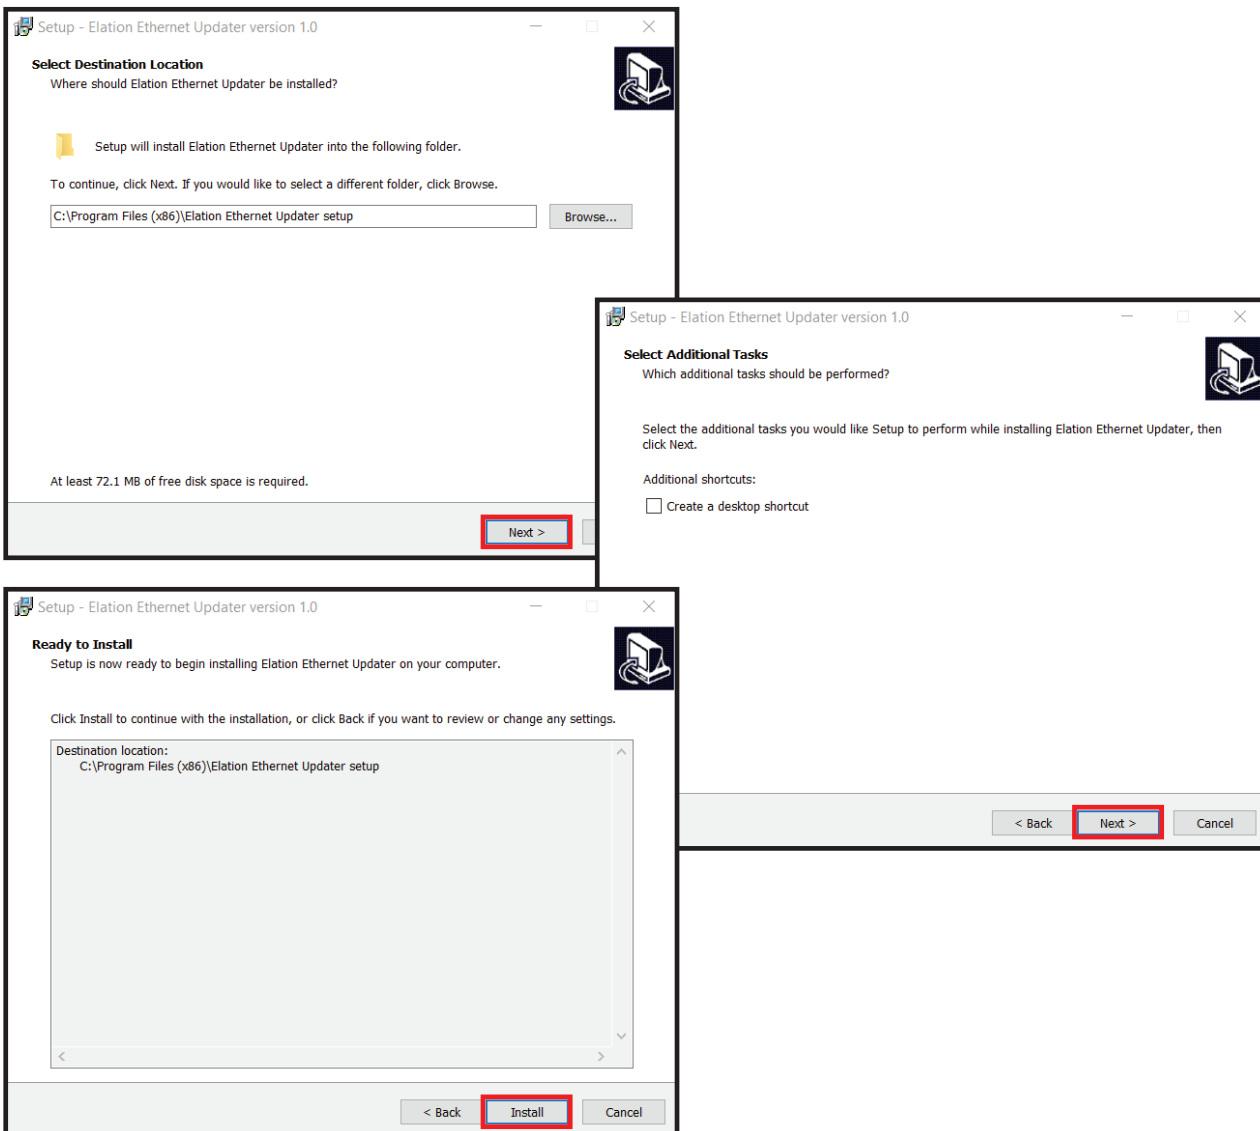 Setup - Elation Ethernet Updater version 1.0
Select Destination Location
Where should Elation Ethernet Updater be installed?
Setup will install Elation Ethernet Updater into the following folder.
To continue, click Next. If you would like to select a different folder, click Browse.
C:\Program Files (x86)\Elation Ethernet Updater setup
Browse...
At least 72.1 MB of free disk space is required.
Next >
Setup - Elation Ethernet Updater version 1.0
Select Additional Tasks
Which additional tasks should be performed?
Select the additional tasks you would like Setup to perform while installing Elation Ethernet Updater, then
click Next.
Additional shortcuts:
Create a desktop shortcut
< Back
Next >
Cancel
Setup - Elation Ethernet Updater version 1.0
Ready to Install
Setup is now ready to begin installing Elation Ethernet Updater on your computer.
Click Install to continue with the installation, or click Back if you want to review or change any settings.
Destination location:
C:\Program Files (x86)\Elation Ethernet Updater setup
< Back
Install
Cancel